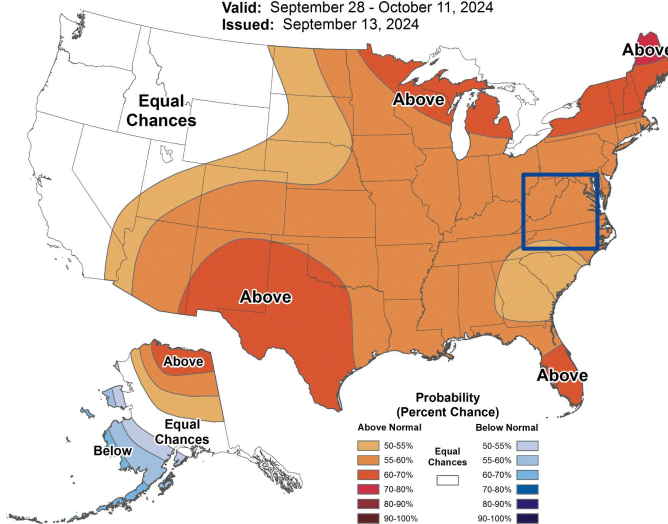 Valid: September 28 - October 11, 2024
Issued: September 13, 2024
Above
Equal
Chances
Above
Above
Above
Above
Equal
Chances
Below
Probability
(Percent Chance)
Above Normal
Equal
Chances
Below Normal
50-55% 50-55%
55-60% 55-60%
60-70% 60-70%
70-80% 70-80%
80-90% 80-90%
90-100% 90-100%